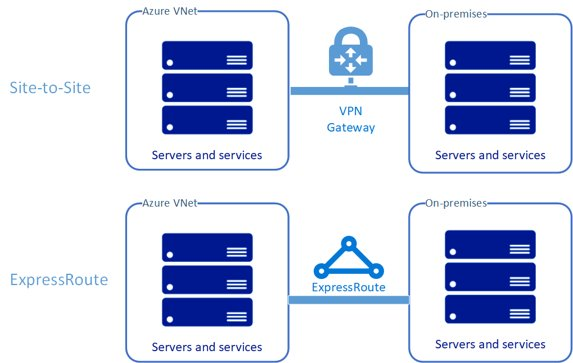 Azure VNet
On-premises
Site-to-Site
VPN
Gateway
Servers and services
Servers and services
Azure VNet
On-premises
ExpressRoute
ExpressRoute
Servers and services
Servers and services